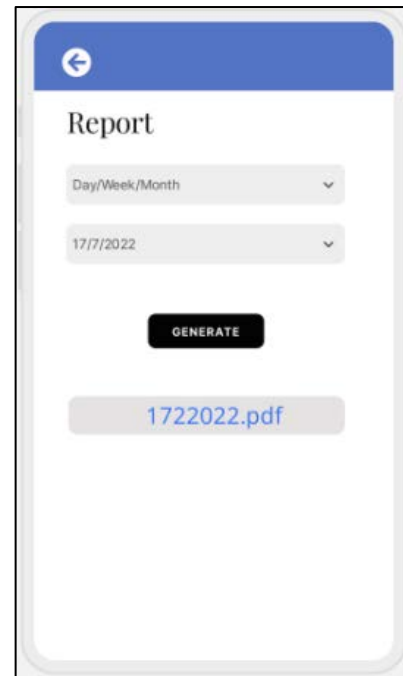 Report
Day/Week/Month
17/7/2022
GENERATE
1722022.pdf